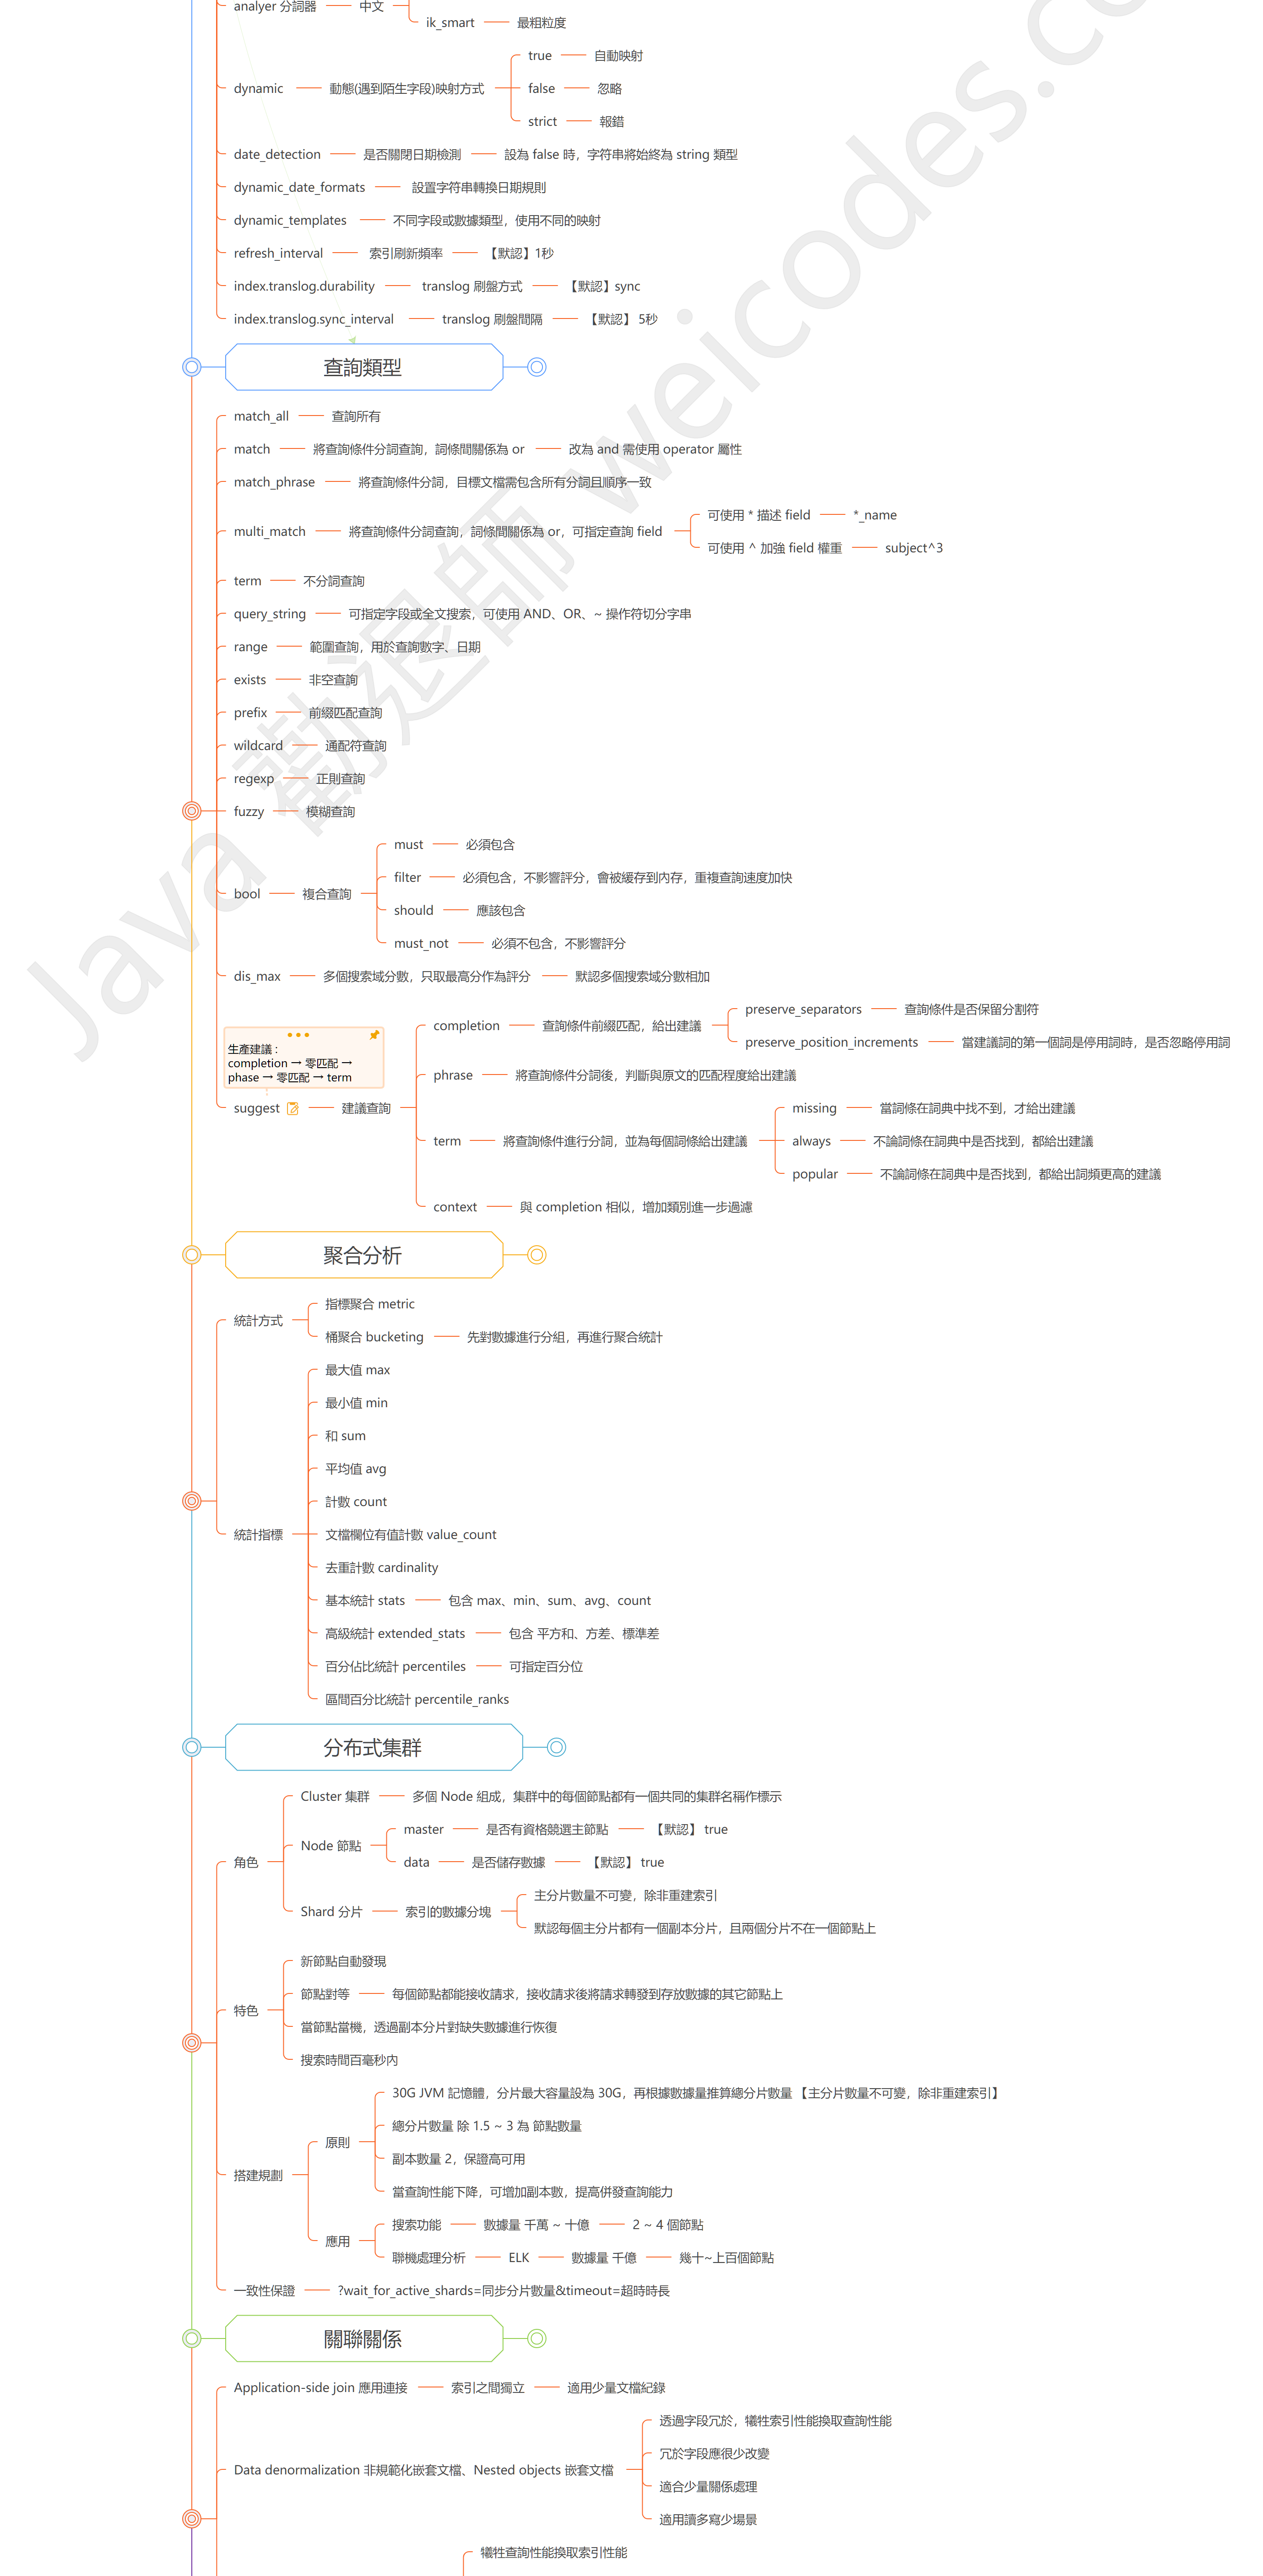 analyer 分詞器
中文
ik_smart
最粗粒度
dynamic
動態(遇到陌生字段)映射方式
true
自動映射
false
忽略
strict
報錯
date_detection
是否關閉日期檢測
設為 false 時，字符串將始終為 string 類型
dynamic_date_formats
設置字符串轉換日期規則
dynamic_templates
不同字段或數據類型，使用不同的映射
refresh_interval
索引刷新頻率
【默認】1秒
index.translog.durability
translog 刷盤方式
【默認】sync
index.translog.sync_interval
translog 刷盤間隔
【默認】 5秒
查詢類型
match_all
查詢所有
match
將查詢條件分詞查詢，詞條間關係為 or
改為 and 需使用 operator 屬性
match_phrase
將查詢條件分詞，目標文檔需包含所有分詞且順序一致
multi_match
將查詢條件分詞查詢，詞條間關係為 or，可指定查詢 field
可使用 * 描述 field
*_name
可使用 ^ 加強 field 權重
subject^3
term
不分詞查詢
query_string
可指定字段或全文搜索，可使用 AND、OR、~ 操作符切分字串
range
範圍查詢，用於查詢數字、日期
exists
非空查詢
prefix
前綴匹配查詢
wildcard
通配符查詢
regexp
正則查詢
fuzzy
模糊查詢
bool
複合查詢
must
必須包含
filter
必須包含，不影響評分，會被緩存到內存，重複查詢速度加快
should
應該包含
must_not
必須不包含，不影響評分
dis_max
多個搜索域分數，只取最高分作為評分
默認多個搜索域分數相加
生產建議：
completion → 零匹配 →
phase → 零匹配 → term
suggest
建議查詢
completion
查詢條件前綴匹配，給出建議
preserve_separators
查詢條件是否保留分割符
preserve_position_increments
當建議詞的第一個詞是停用詞時，是否忽略停用詞
phrase
將查詢條件分詞後，判斷與原文的匹配程度給出建議
term
將查詢條件進行分詞，並為每個詞條給出建議
missing
當詞條在詞典中找不到，才給出建議
always
不論詞條在詞典中是否找到，都給出建議
popular
不論詞條在詞典中是否找到，都給出詞頻更高的建議
context
與 completion 相似，增加類別進一步過濾
聚合分析
統計方式
指標聚合 metric
桶聚合 bucketing
先對數據進行分組，再進行聚合統計
統計指標
最大值 max
最小值 min
和 sum
平均值 avg
計數 count
文檔欄位有值計數 value_count
去重計數 cardinality
基本統計 stats
包含 max、min、sum、avg、count
高級統計 extended_stats
包含 平方和、方差、標準差
百分佔比統計 percentiles
可指定百分位
區間百分比統計 percentile_ranks
分布式集群
角色
Cluster 集群
多個 Node 組成，集群中的每個節點都有一個共同的集群名稱作標示
Node 節點
master
是否有資格競選主節點
【默認】 true
data
是否儲存數據
【默認】 true
Shard 分片
索引的數據分塊
主分片數量不可變，除非重建索引
默認每個主分片都有一個副本分片，且兩個分片不在一個節點上
特色
新節點自動發現
節點對等
每個節點都能接收請求，接收請求後將請求轉發到存放數據的其它節點上
當節點當機，透過副本分片對缺失數據進行恢復
搜索時間百毫秒內
搭建規劃
原則
30G JVM 記憶體，分片最大容量設為 30G，再根據數據量推算總分片數量 【主分片數量不可變，除非重建索引】
總分片數量 除 1.5 ~ 3 為 節點數量
副本數量 2，保證高可用
當查詢性能下降，可增加副本數，提高併發查詢能力
應用
搜索功能
數據量 千萬 ~ 十億
2 ~ 4 個節點
聯機處理分析
ELK
數據量 千億
幾十~上百個節點
一致性保證
?wait_for_active_shards=同步分片數量&timeout=超時時長
關聯關係
Application-side join 應用連接
索引之間獨立
適用少量文檔紀錄
Data denormalization 非規範化嵌套文檔、Nested objects 嵌套文檔
透過字段冗於，犧牲索引性能換取查詢性能
冗於字段應很少改變
適合少量關係處理
適用讀多寫少場景
犧牲查詢性能換取索引性能
Java 勸退師 weicodes.co